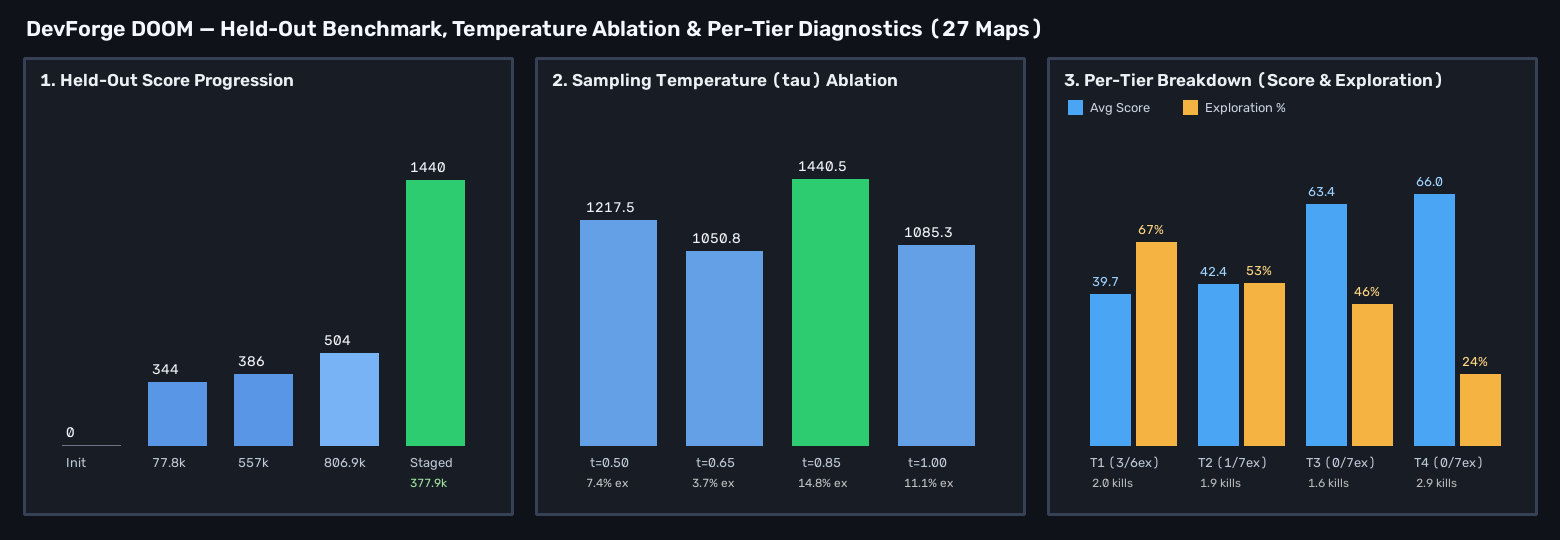 DevForge DOOM — Held-Out Benchmark, Temperature Ablation & Per-Tier Diagnostics (27 Maps)
1. Held-Out Score Progression
1440
504
386
344
0
Init
77.8k
557k
806.9k
Staged
377.9k
2. Sampling Temperature (tau) Ablation
1217.5
1050.8
1440.5
1085.3
t=0.50
t=0.65
t=0.85
t=1.00
7.4% ex
3.7% ex
14.8% ex
11.1% ex
3. Per-Tier Breakdown (Score & Exploration)
Avg Score
Exploration %
39.7
67%
42.4
53%
63.4
46%
66.0
24%
T1 (3/6ex)
T2 (1/7ex)
T3 (0/7ex)
T4 (0/7ex)
2.0 kills
1.9 kills
1.6 kills
2.9 kills